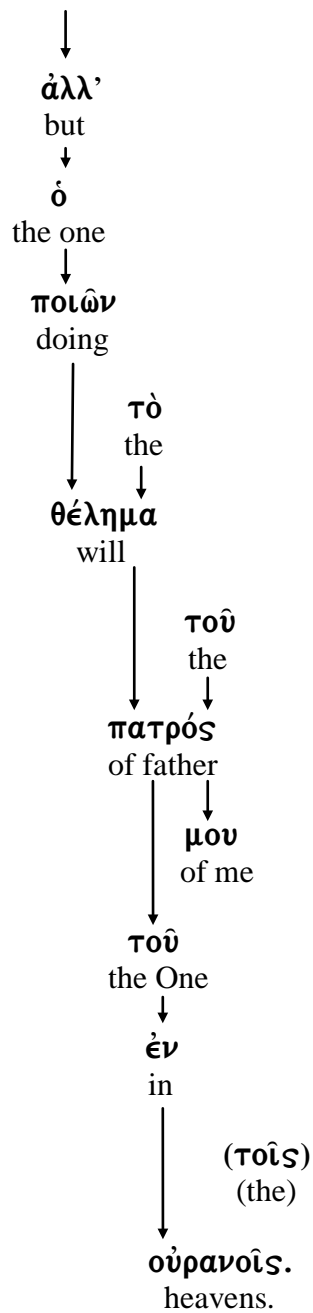 ἀλλ’
but
ὁ
the one
ποιῶν
doing
τὸ
the
θέλημα
will
τοῦ
the
πατρός
of father
μου
of me
τοῦ
the One
ἐν
in
(τοῖς)
(the)
οὐρανοῖς.
heavens.